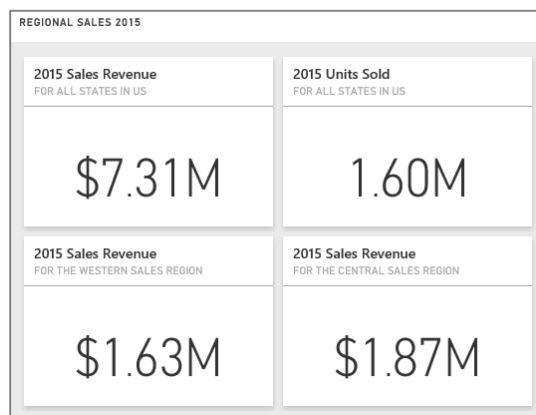 REGIONAL SALES 2015
2015 Sales Revenue
FOR ALL STATES IN US
$7.31M
2015 Units Sold
FOR ALL STATES IN US
1.60M
2015 Sales Revenue
FOR THE WESTERN SALES REGION
$1.63M
2015 Sales Revenue
FOR THE CENTRAL SALES REGION
$1.87M